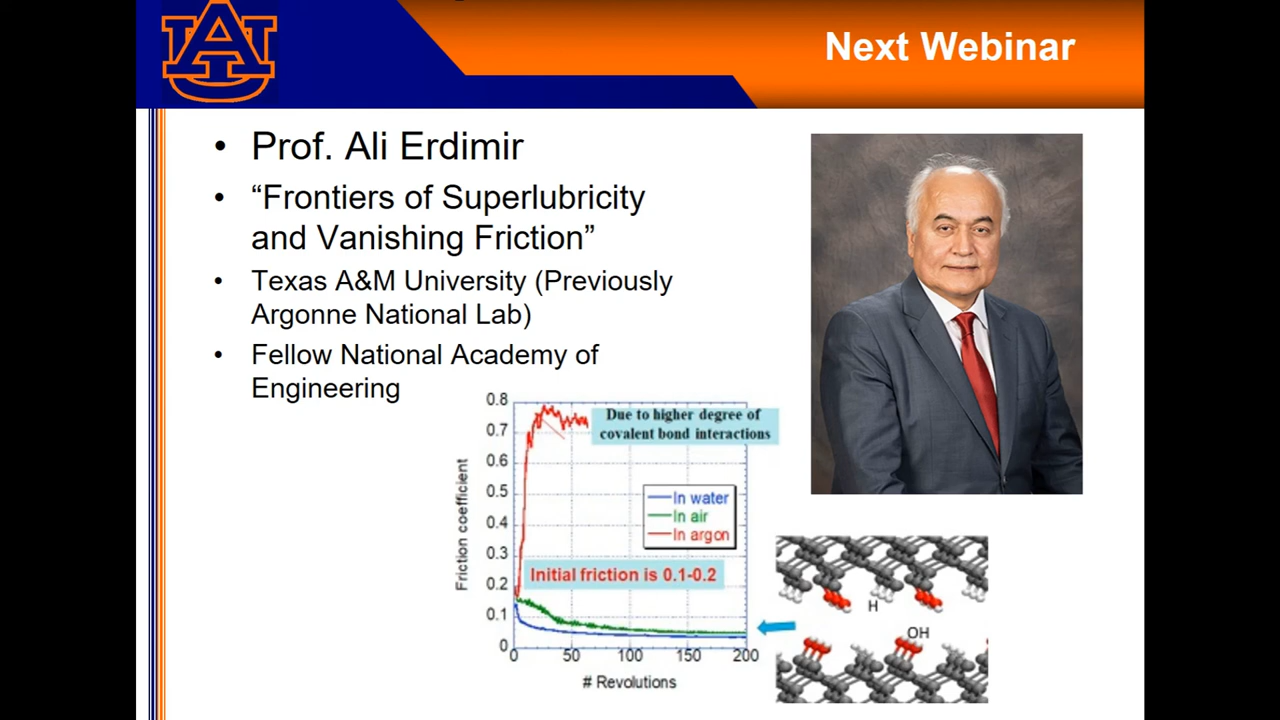 AU
Next Webinar
• Prof. Ali Erdimir
• “Frontiers of Superlubricity
and Vanishing Friction”
• Texas A&M University (Previously
Argonne National Lab)
• Fellow National Academy of
Engineering
0.8
0.7
0.6
0.5
0.4
0.3
0.2
0.1
0
Friction coefficient
Due to higher degree of
covalent bond interactions
In water
In air
In argon
Initial friction is 0.1-0.2
0 50 100 150 200
# Revolutions
H
OH